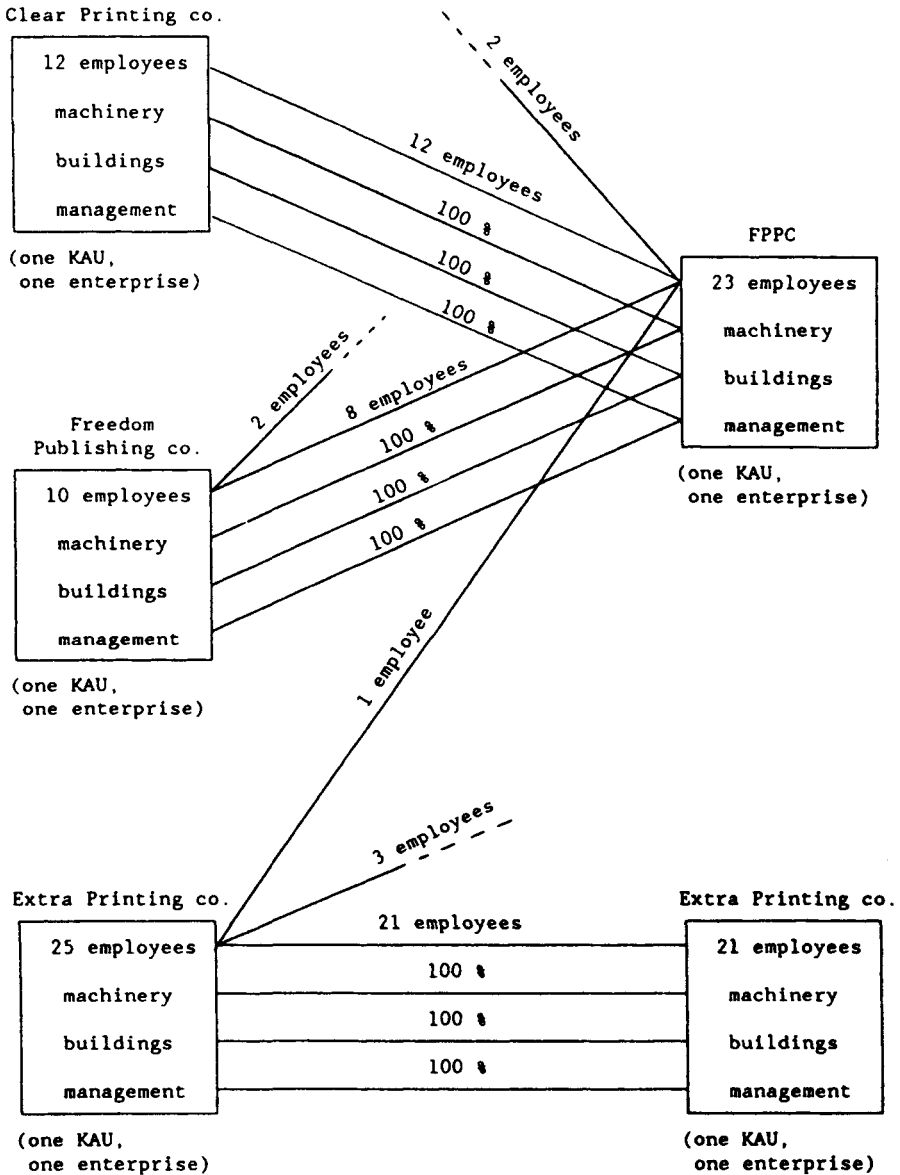 Clear Printing co.
12 employees
machinery
buildings
management
(one KAU,
one enterprise)
2 employees
12 employees
100 %
100 %
100 %
FPPC
23 employees
machinery
buildings
management
(one KAU,
one enterprise)
2 employees
8 employees
100 %
100 %
100 %
Freedom
Publishing co.
10 employees
machinery
buildings
management
(one KAU,
one enterprise)
1 employee
3 employees
Extra Printing co.
25 employees
machinery
buildings
management
(one KAU,
one enterprise)
21 employees
100 %
100 %
100 %
Extra Printing co.
21 employees
machinery
buildings
management
(one KAU,
one enterprise)